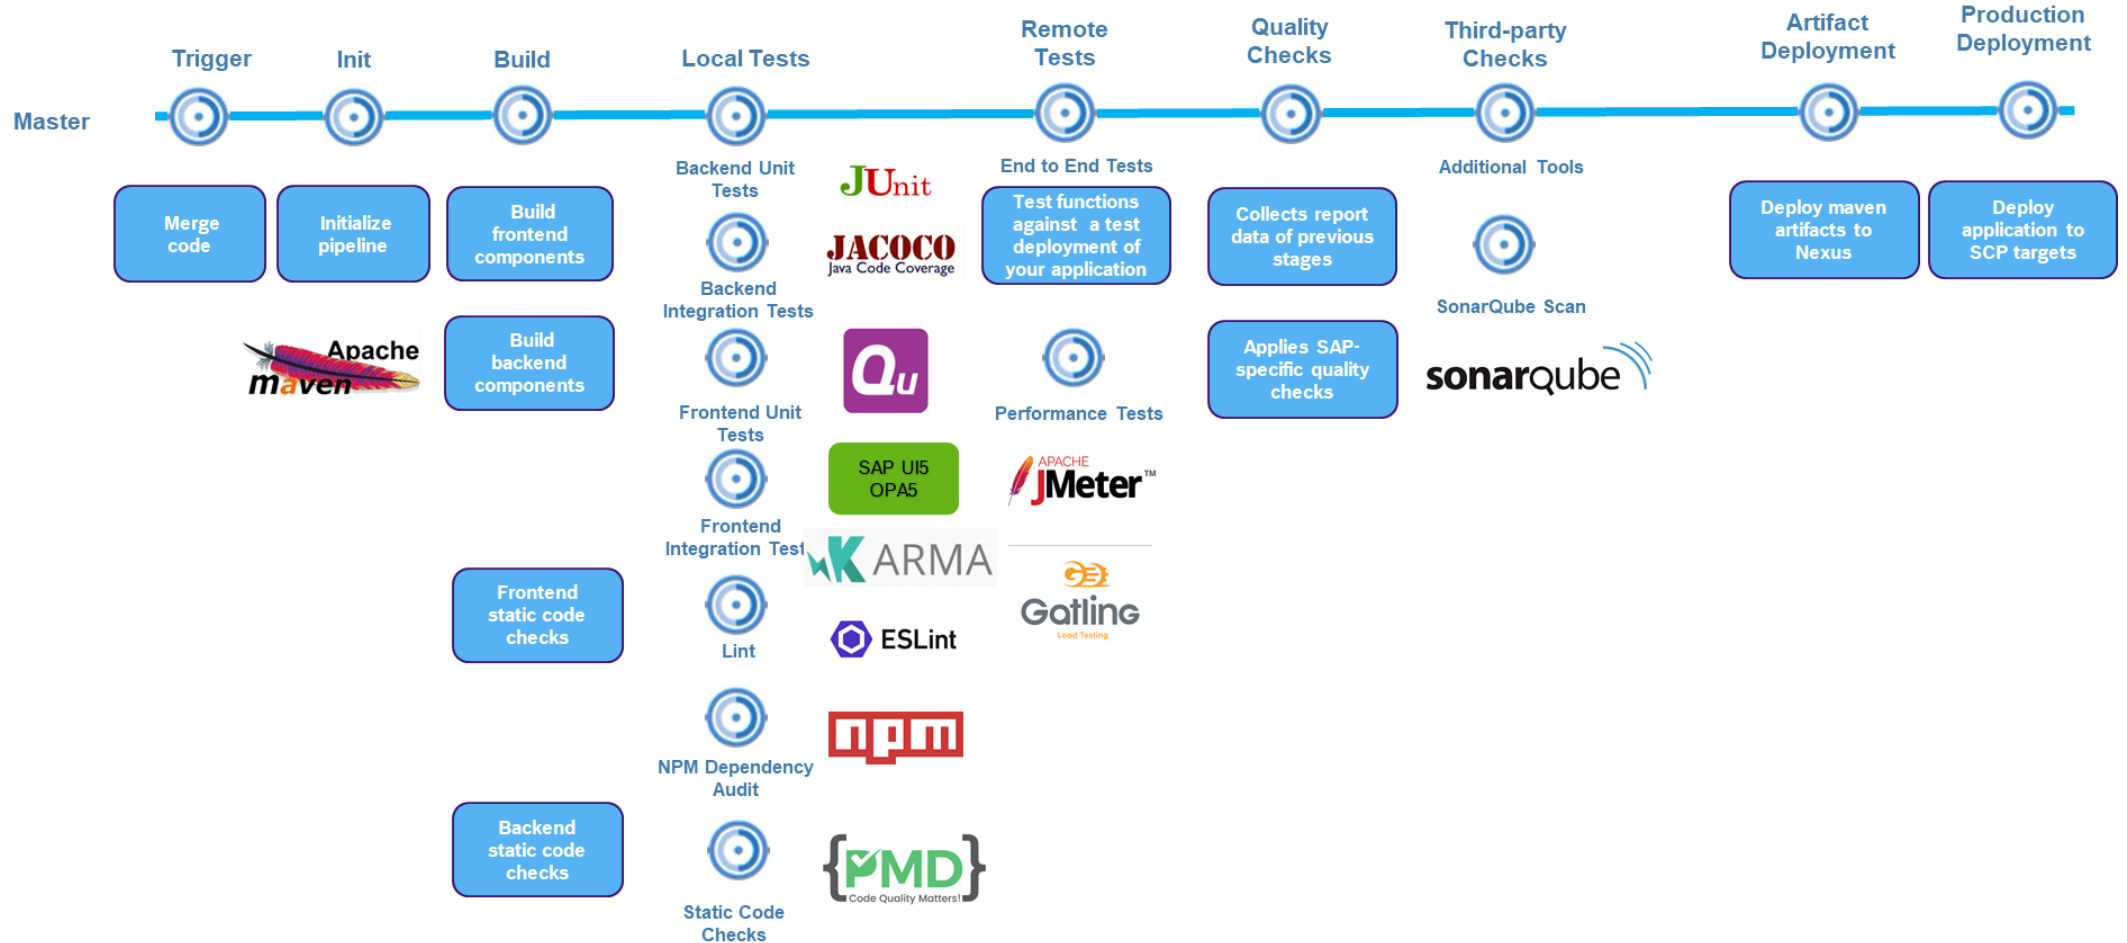 Trigger
Init
Build
Local Tests
Remote
Tests
Quality
Checks
Third-party
Checks
Artifact
Deployment
Production
Deployment
Master
Merge
code
Initialize
pipeline
Apache
maven
Build
frontend
components
Build
backend
components
Frontend
static code
checks
Backend
static code
checks
Backend Unit
Tests
Backend
Integration Tests
Frontend Unit
Tests
Frontend
Integration Test
Lint
NPM Dependency
Audit
Static Code
Checks
JUnit
JACOCO
Java Code Coverage
Qu
SAP UI5
OPA5
KARMA
ESLint
npm
{PMD}
Code Quality Matters!
End to End Tests
Test functions
against a test
deployment of
your application
Performance Tests
APACHE
JMeter™
Gatling
Load Testing
Collects report
data of previous
stages
Applies SAP-
specific quality
checks
Additional Tools
SonarQube Scan
sonarqube
Deploy maven
artifacts to
Nexus
Deploy
application to
SCP targets